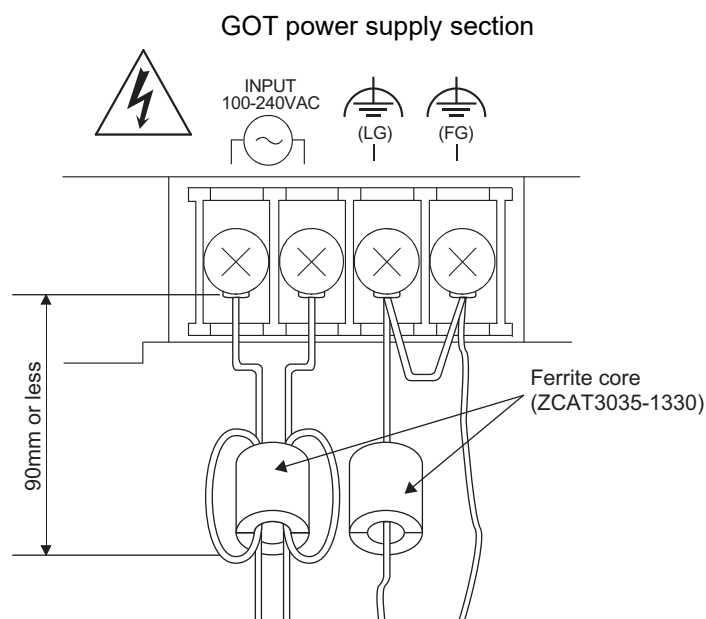 GOT power supply section
INPUT
100-240VAC
(LG)
(FG)
90mm or less
Ferrite core
(ZCAT3035-1330)